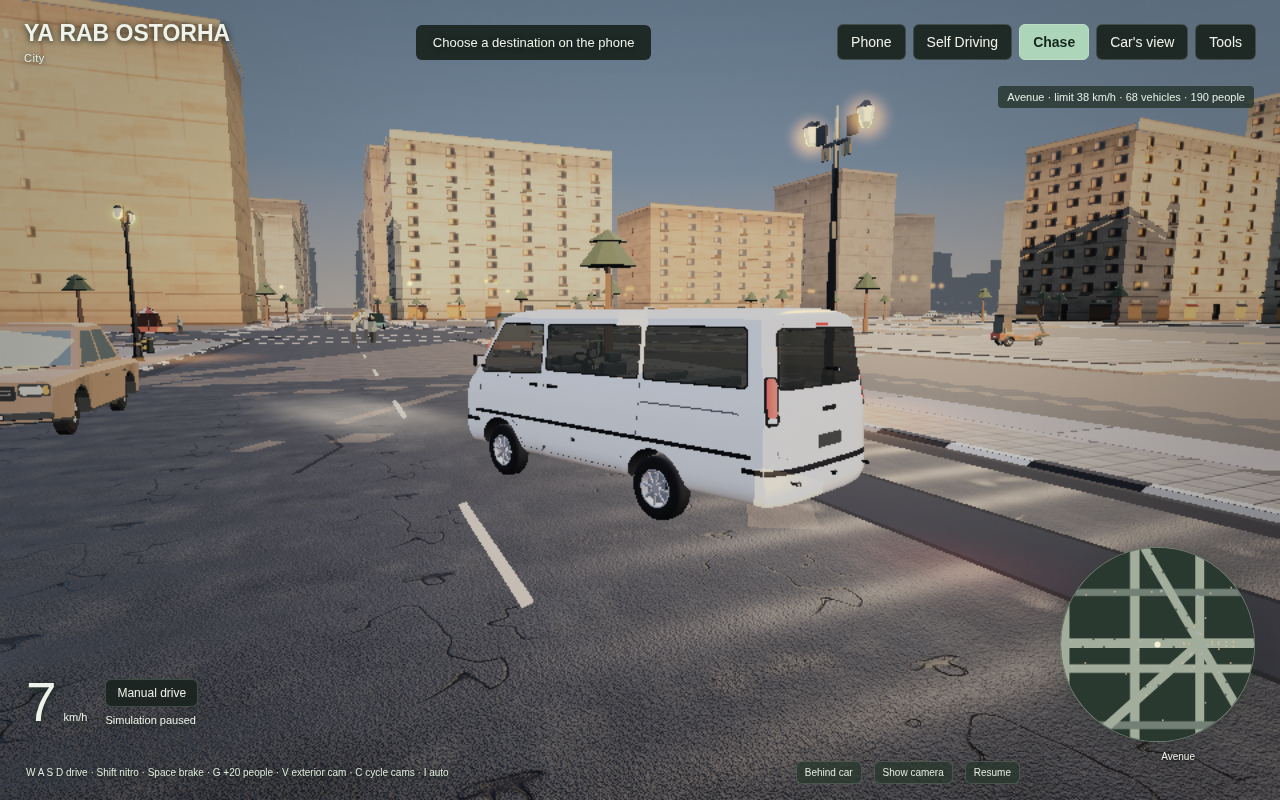 YA RAB OSTORHA
City
Choose a destination on the phone
Phone
Self Driving
Chase
Car's view
Tools
Avenue · limit 38 km/h · 68 vehicles · 190 people
7 km/h
Manual drive
Simulation paused
W A S D drive · Shift nitro · Space brake · G +20 people · V exterior cam · C cycle cams · I auto
Behind car
Show camera
Resume
Avenue